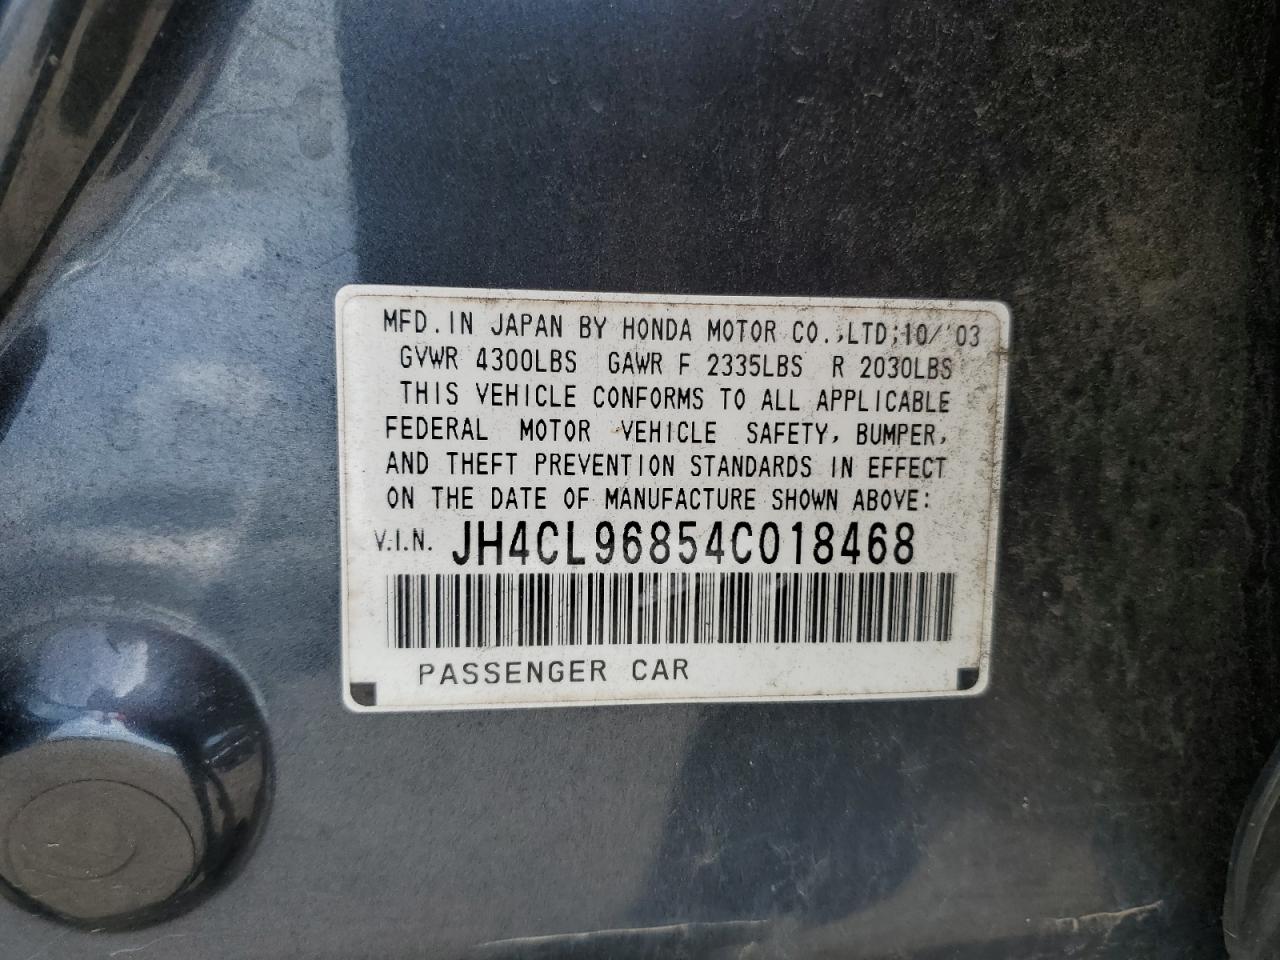 MFD. IN JAPAN BY HONDA MOTOR CO.,LTD;10/'03
GVWR 4300LBS GAWR F 2335LBS R 2030LBS
THIS VEHICLE CONFORMS TO ALL APPLICABLE
FEDERAL MOTOR VEHICLE SAFETY, BUMPER,
AND THEFT PREVENTION STANDARDS IN EFFECT
ON THE DATE OF MANUFACTURE SHOWN ABOVE:
V.I.N. JH4CL96854C018468
PASSENGER CAR